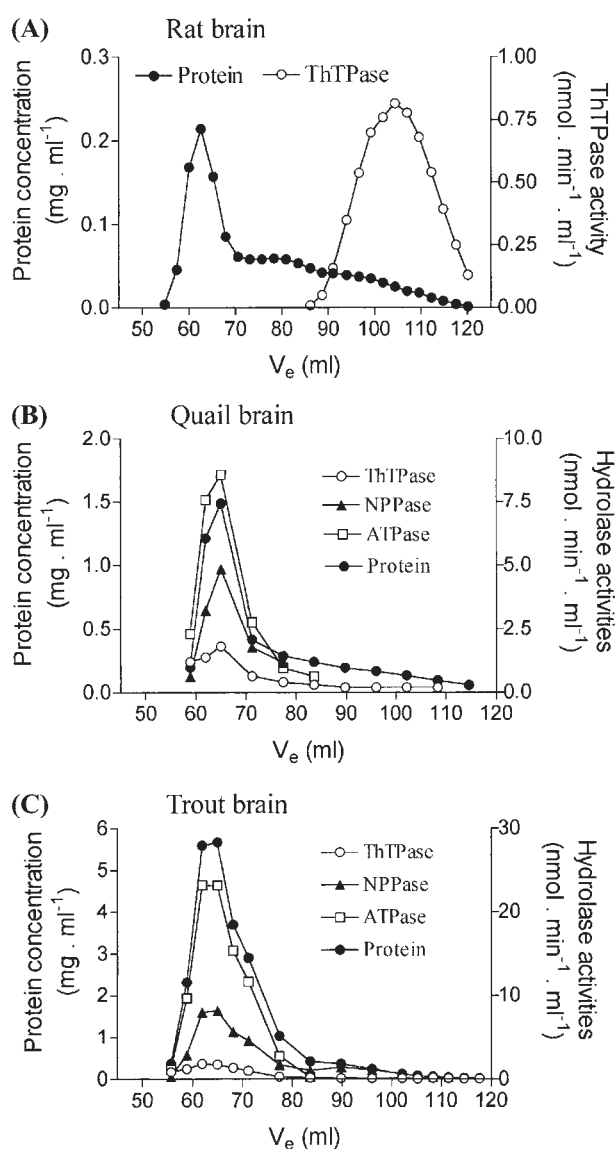 (A) Rat brain
Protein ThTPase
Protein concentration
(mg . ml-1)
0.3
0.2
0.1
0.0
1.00
0.75
0.50
0.25
0.00
ThTPase activity
(nmol . min-1 . ml-1)
50 60 70 80 90 100 110 120
Ve (ml)
(B) Quail brain
Protein concentration
(mg . ml-1)
2.0
1.5
1.0
0.5
0.0
ThTPase
NPPase
ATPase
Protein
10.0
7.5
5.0
2.5
0.0
Hydrolase activities
(nmol . min-1 . ml-1)
50 60 70 80 90 100 110 120
Ve (ml)
(C) Trout brain
Protein concentration
(mg . ml-1)
6
5
4
3
2
1
0
ThTPase
NPPase
ATPase
Protein
30
20
10
0
Hydrolase activities
(nmol . min-1 . ml-1)
50 60 70 80 90 100 110 120
Ve (ml)